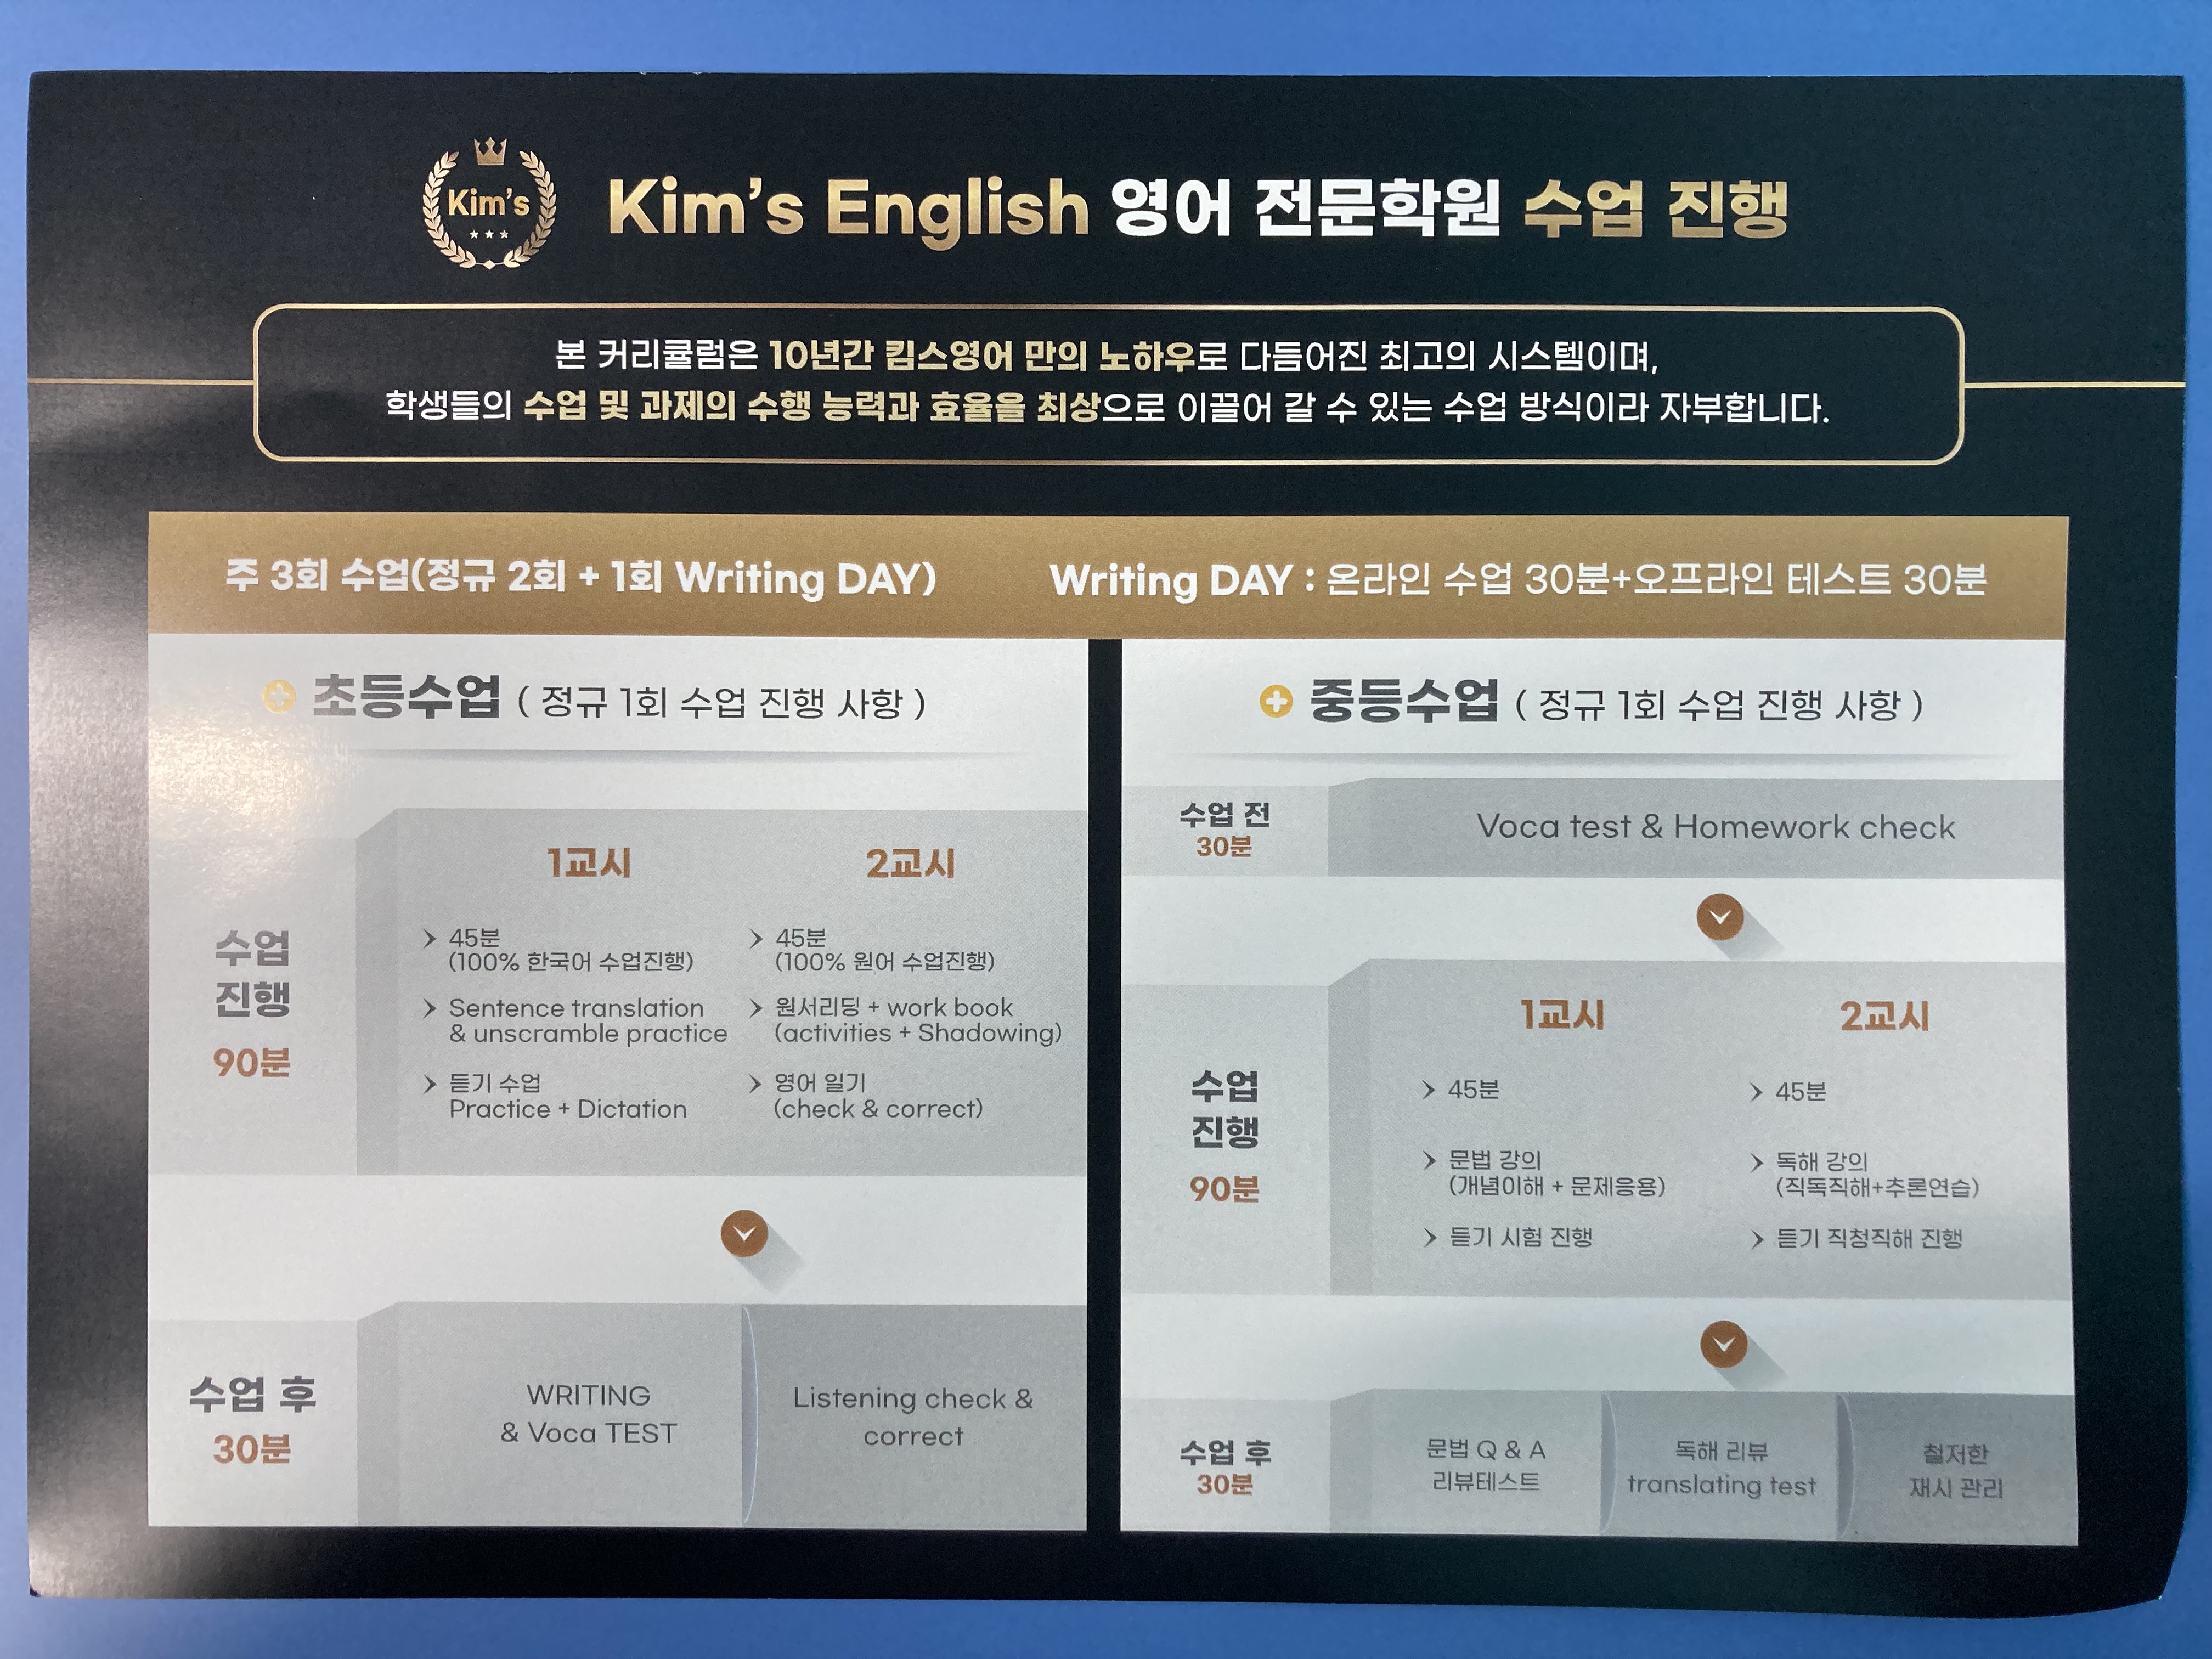 Kim's
Kim's English 영어 전문학원 수업 진행
본 커리큘럼은 10년간 킴스영어 만의 노하우로 다듬어진 최고의 시스템이며,
학생들의 수업 및 과제의 수행 능력과 효율을 최상으로 이끌어 갈 수 있는 수업 방식이라 자부합니다.
주 3회 수업(정규 2회 + 1회 Writing DAY)
Writing DAY : 온라인 수업 30분+오프라인 테스트 30분
초등수업 ( 정규 1회 수업 진행 사항 )
수업
진행
90분
1교시
45분
(100% 한국어 수업진행)
Sentence translation
& unscramble practice
듣기 수업
Practice + Dictation
2교시
45분
(100% 원어 수업진행)
원서리딩 + work book
(activities + Shadowing)
영어 일기
(check & correct)
수업 후
30분
WRITING
& Voca TEST
Listening check &
correct
중등수업 ( 정규 1회 수업 진행 사항 )
수업 전
30분
Voca test & Homework check
수업
진행
90분
1교시
45분
문법 강의
(개념이해 + 문제응용)
듣기 시험 진행
2교시
45분
독해 강의
(직독직해+추론연습)
듣기 직청직해 진행
수업 후
30분
문법 Q & A
리뷰테스트
독해 리뷰
translating test
철저한
재시 관리